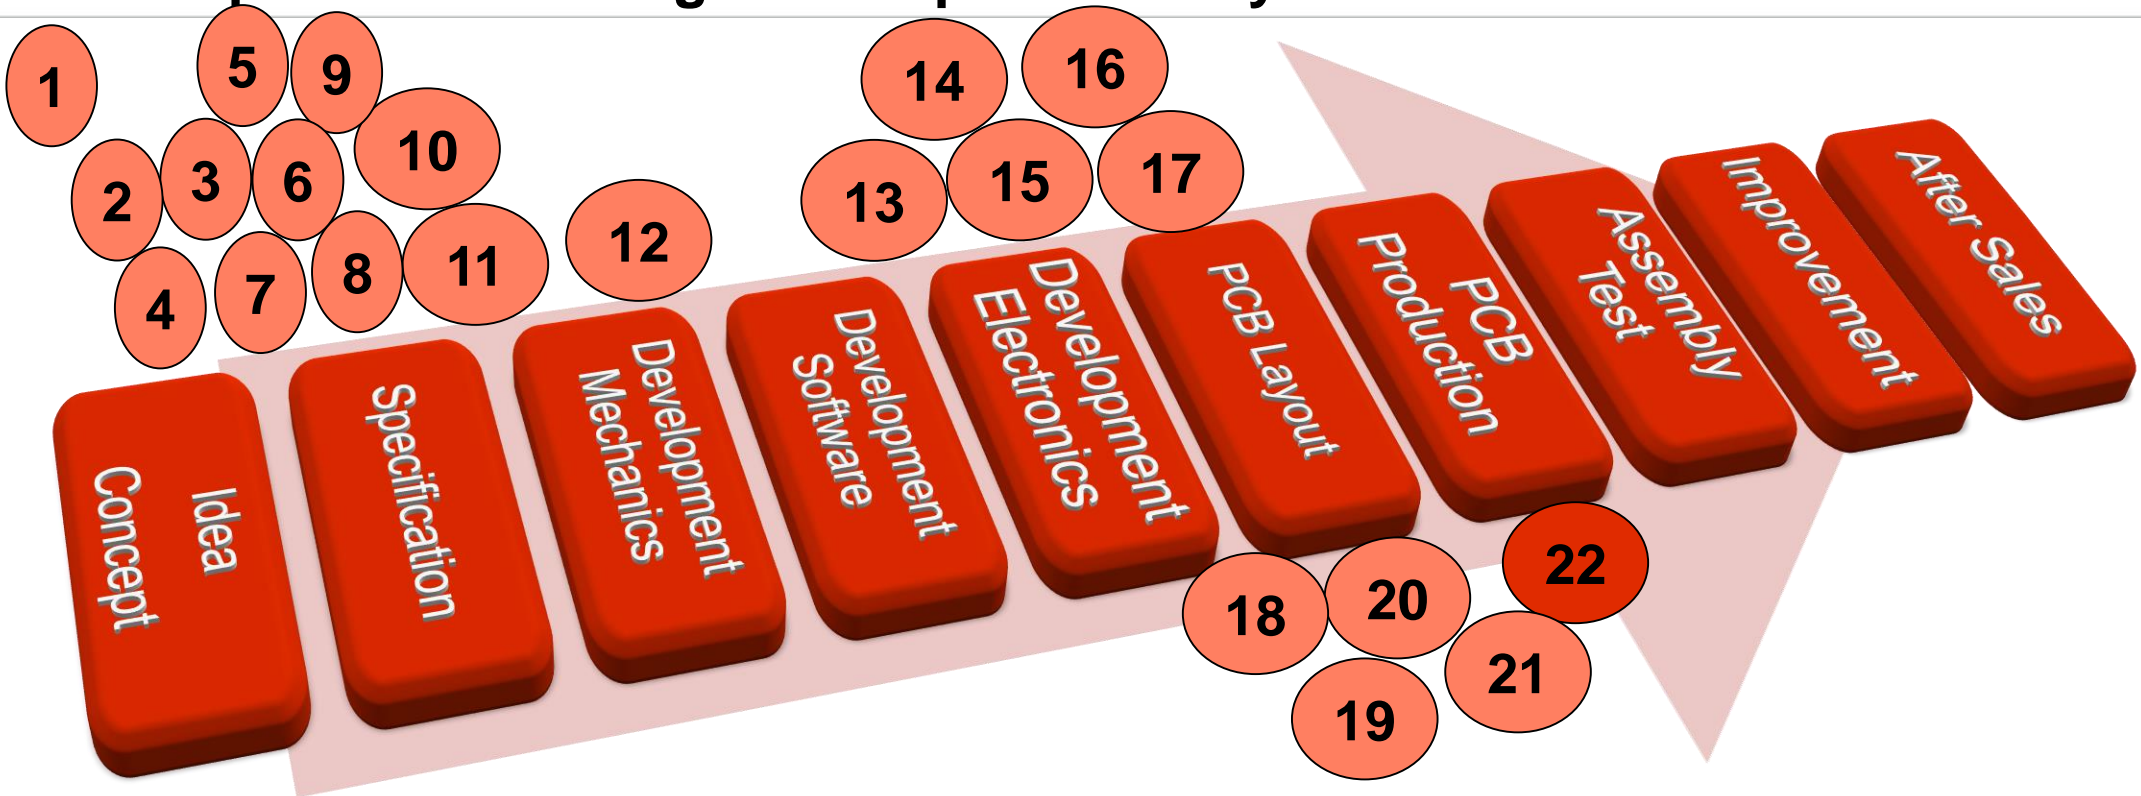 1
2
3
4
5
6
7
8
9
10
11
12
13
14
15
16
17
18
19
20
21
22
Idea
Concept
Specification
Development
Mechanics
Development
Software
Development
Electronics
PCB Layout
PCB
Production
Assembly
Test
Improvement
After Sales